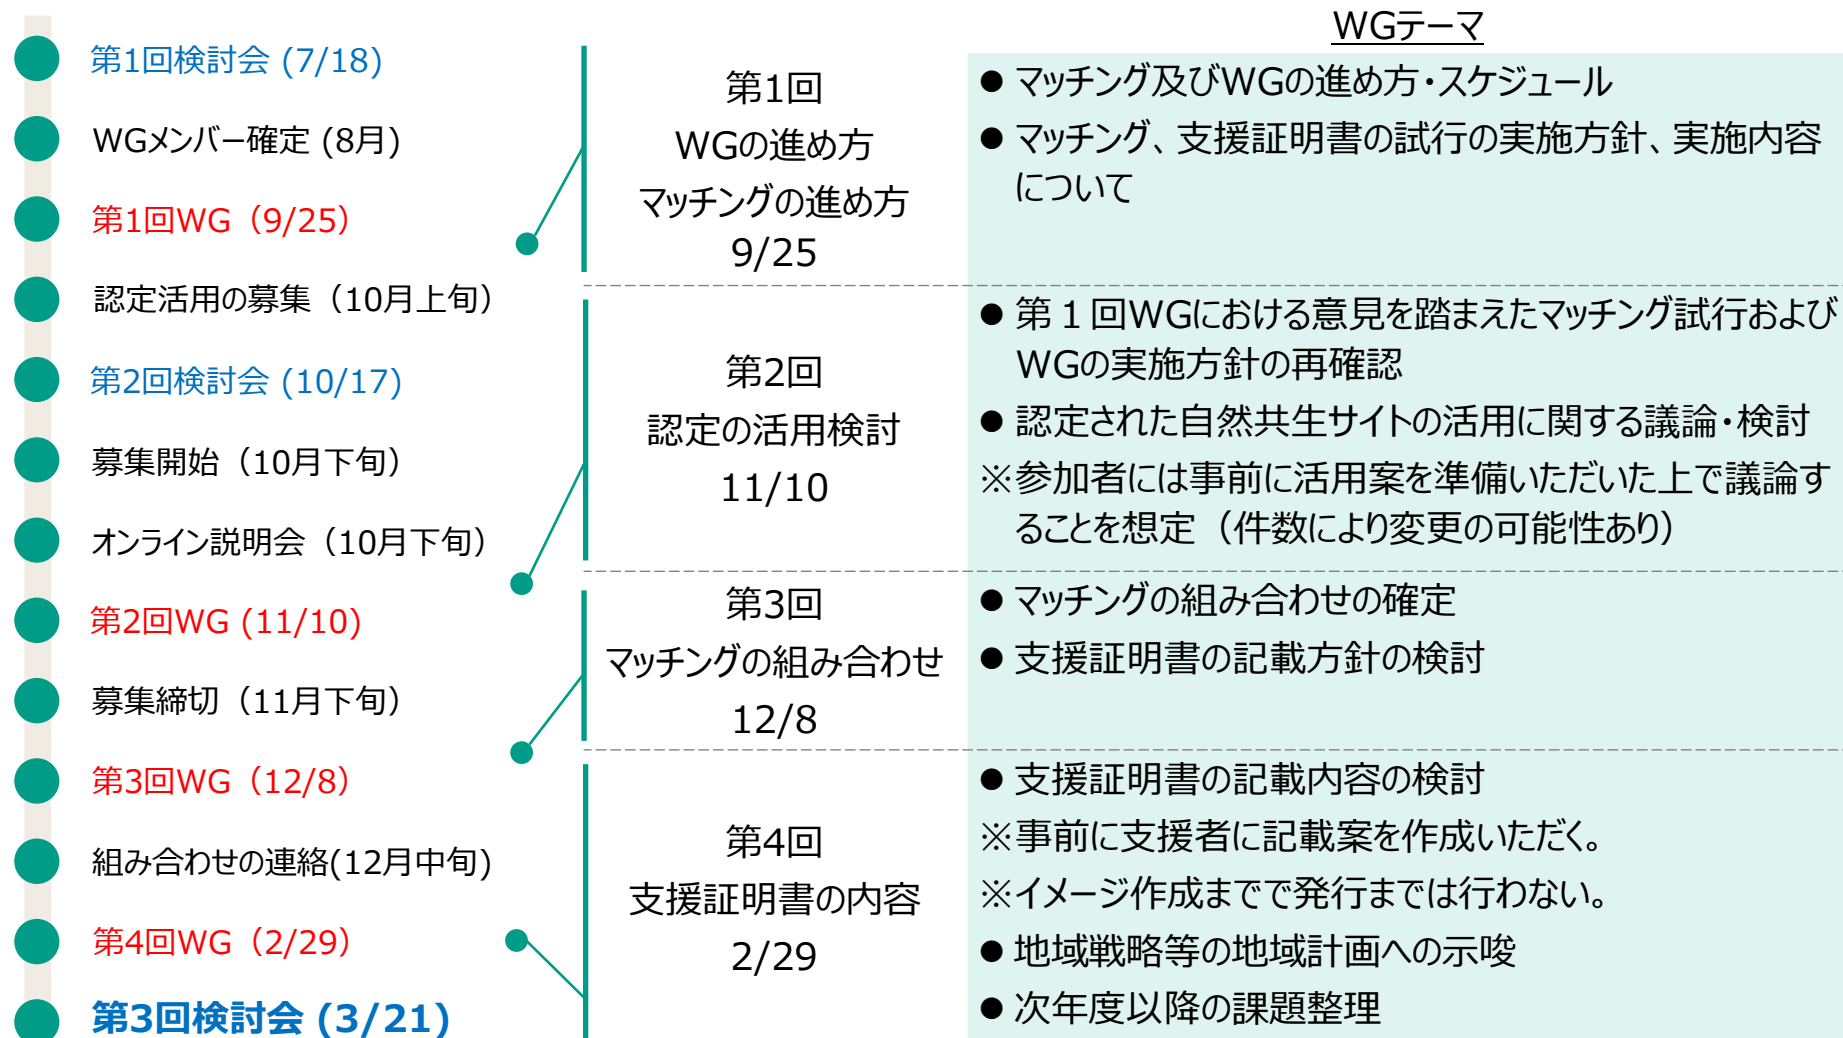 第1回検討会 (7/18)
WGメンバー確定 (8月)
第1回WG（9/25）
認定活用の募集（10月上旬）
第2回検討会 (10/17)
募集開始（10月下旬）
オンライン説明会（10月下旬）
第2回WG (11/10)
募集締切（11月下旬）
第3回WG（12/8）
組み合わせの連絡(12月中旬)
第4回WG（2/29）
第3回検討会 (3/21)
WGテーマ
第1回
WGの進め方
マッチングの進め方
9/25
● マッチング及びWGの進め方・スケジュール
● マッチング、支援証明書の試行の実施方針、実施内容
について
第2回
認定の活用検討
11/10
● 第１回WGにおける意見を踏まえたマッチング試行および
WGの実施方針の再確認
● 認定された自然共生サイトの活用に関する議論・検討
※参加者には事前に活用案を準備いただいた上で議論す
ることを想定（件数により変更の可能性あり）
第3回
マッチングの組み合わせ
12/8
● マッチングの組み合わせの確定
● 支援証明書の記載方針の検討
第4回
支援証明書の内容
2/29
● 支援証明書の記載内容の検討
※事前に支援者に記載案を作成いただく。
※イメージ作成までで発行までは行わない。
● 地域戦略等の地域計画への示唆
● 次年度以降の課題整理